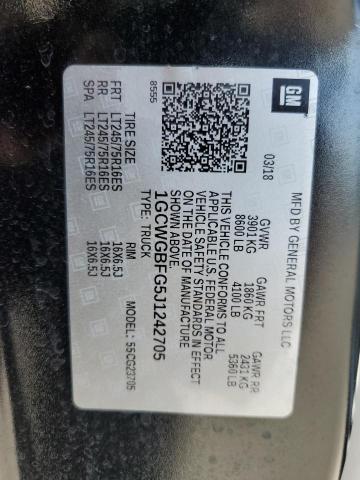 GM
MFD BY GENERAL MOTORS LLC
03/18
GVWR GAWR FRT GAWR RR
3901 KG 1860 KG 2431 KG
8600 LB 4100 LB 5360 LB
THIS VEHICLE CONFORMS TO ALL
APPLICABLE U.S. FEDERAL MOTOR
VEHICLE SAFETY STANDARDS IN EFFECT
ON THE DATE OF MANUFACTURE
SHOWN ABOVE.
1GCWGBFG5J1242705
8555
TYPE: TRUCK
MODEL: 55CG23705
TIRE SIZE RIM
FRT LT245/75R16ES 16X6.5J
RR LT245/75R16ES 16X6.5J
SPA LT245/75R16ES 16X6.5J